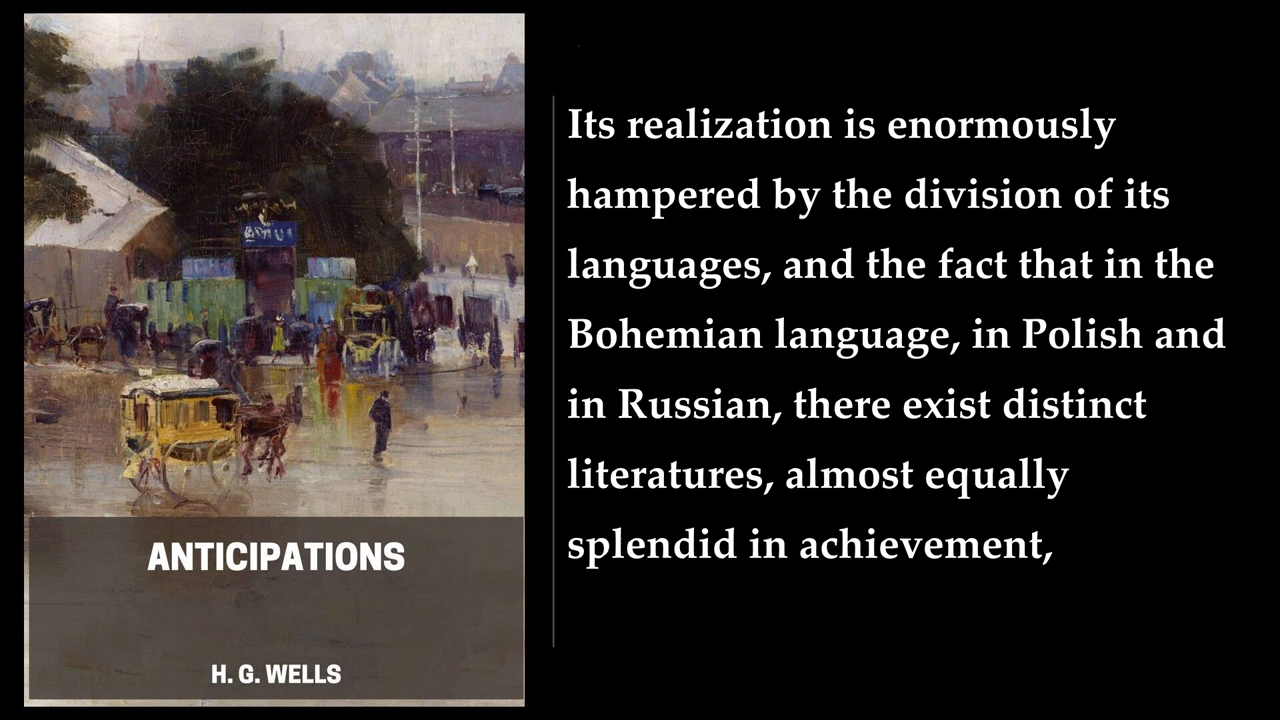 ANTICIPATIONS
H. G. WELLS
Its realization is enormously
hampered by the division of its
languages, and the fact that in the
Bohemian language, in Polish and
in Russian, there exist distinct
literatures, almost equally
splendid in achievement,